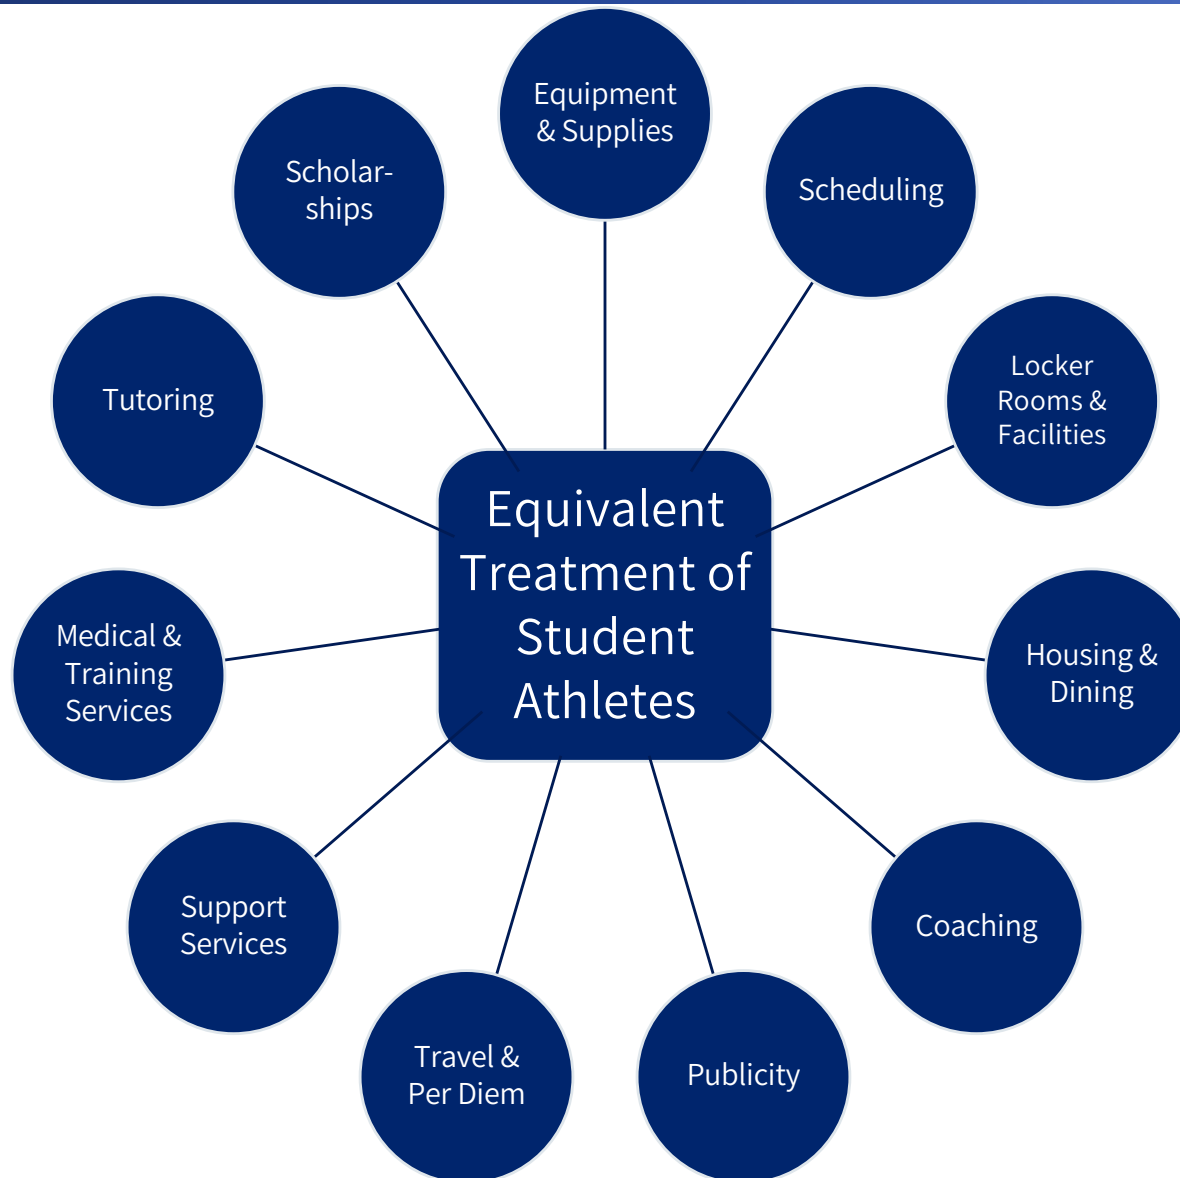 Equipment
& Supplies
Scheduling
Locker
Rooms &
Facilities
Housing &
Dining
Coaching
Publicity
Travel &
Per Diem
Support
Services
Medical &
Training
Services
Tutoring
Scholar-
ships
Equivalent
Treatment of
Student
Athletes